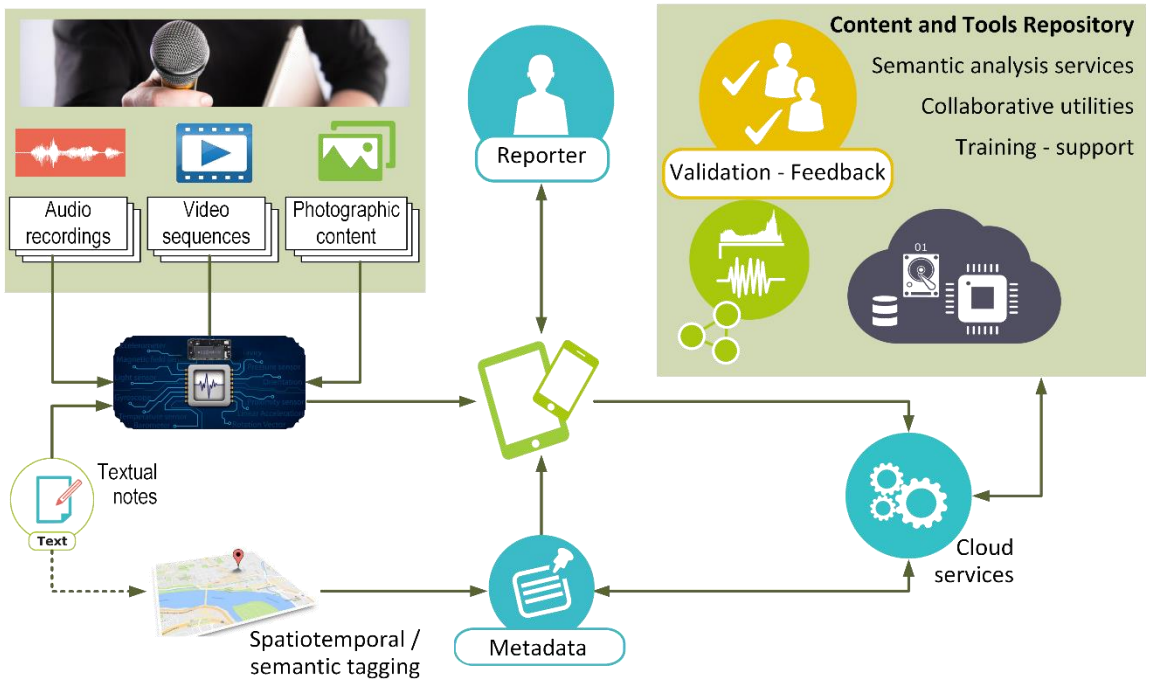 Content and Tools Repository
Semantic analysis services
Collaborative utilities
Training - support
Reporter
Validation - Feedback
Audio
recordings
Video
sequences
Photographic
content
01
Textual
notes
Text
Cloud
services
Spatiotemporal /
semantic tagging
Metadata